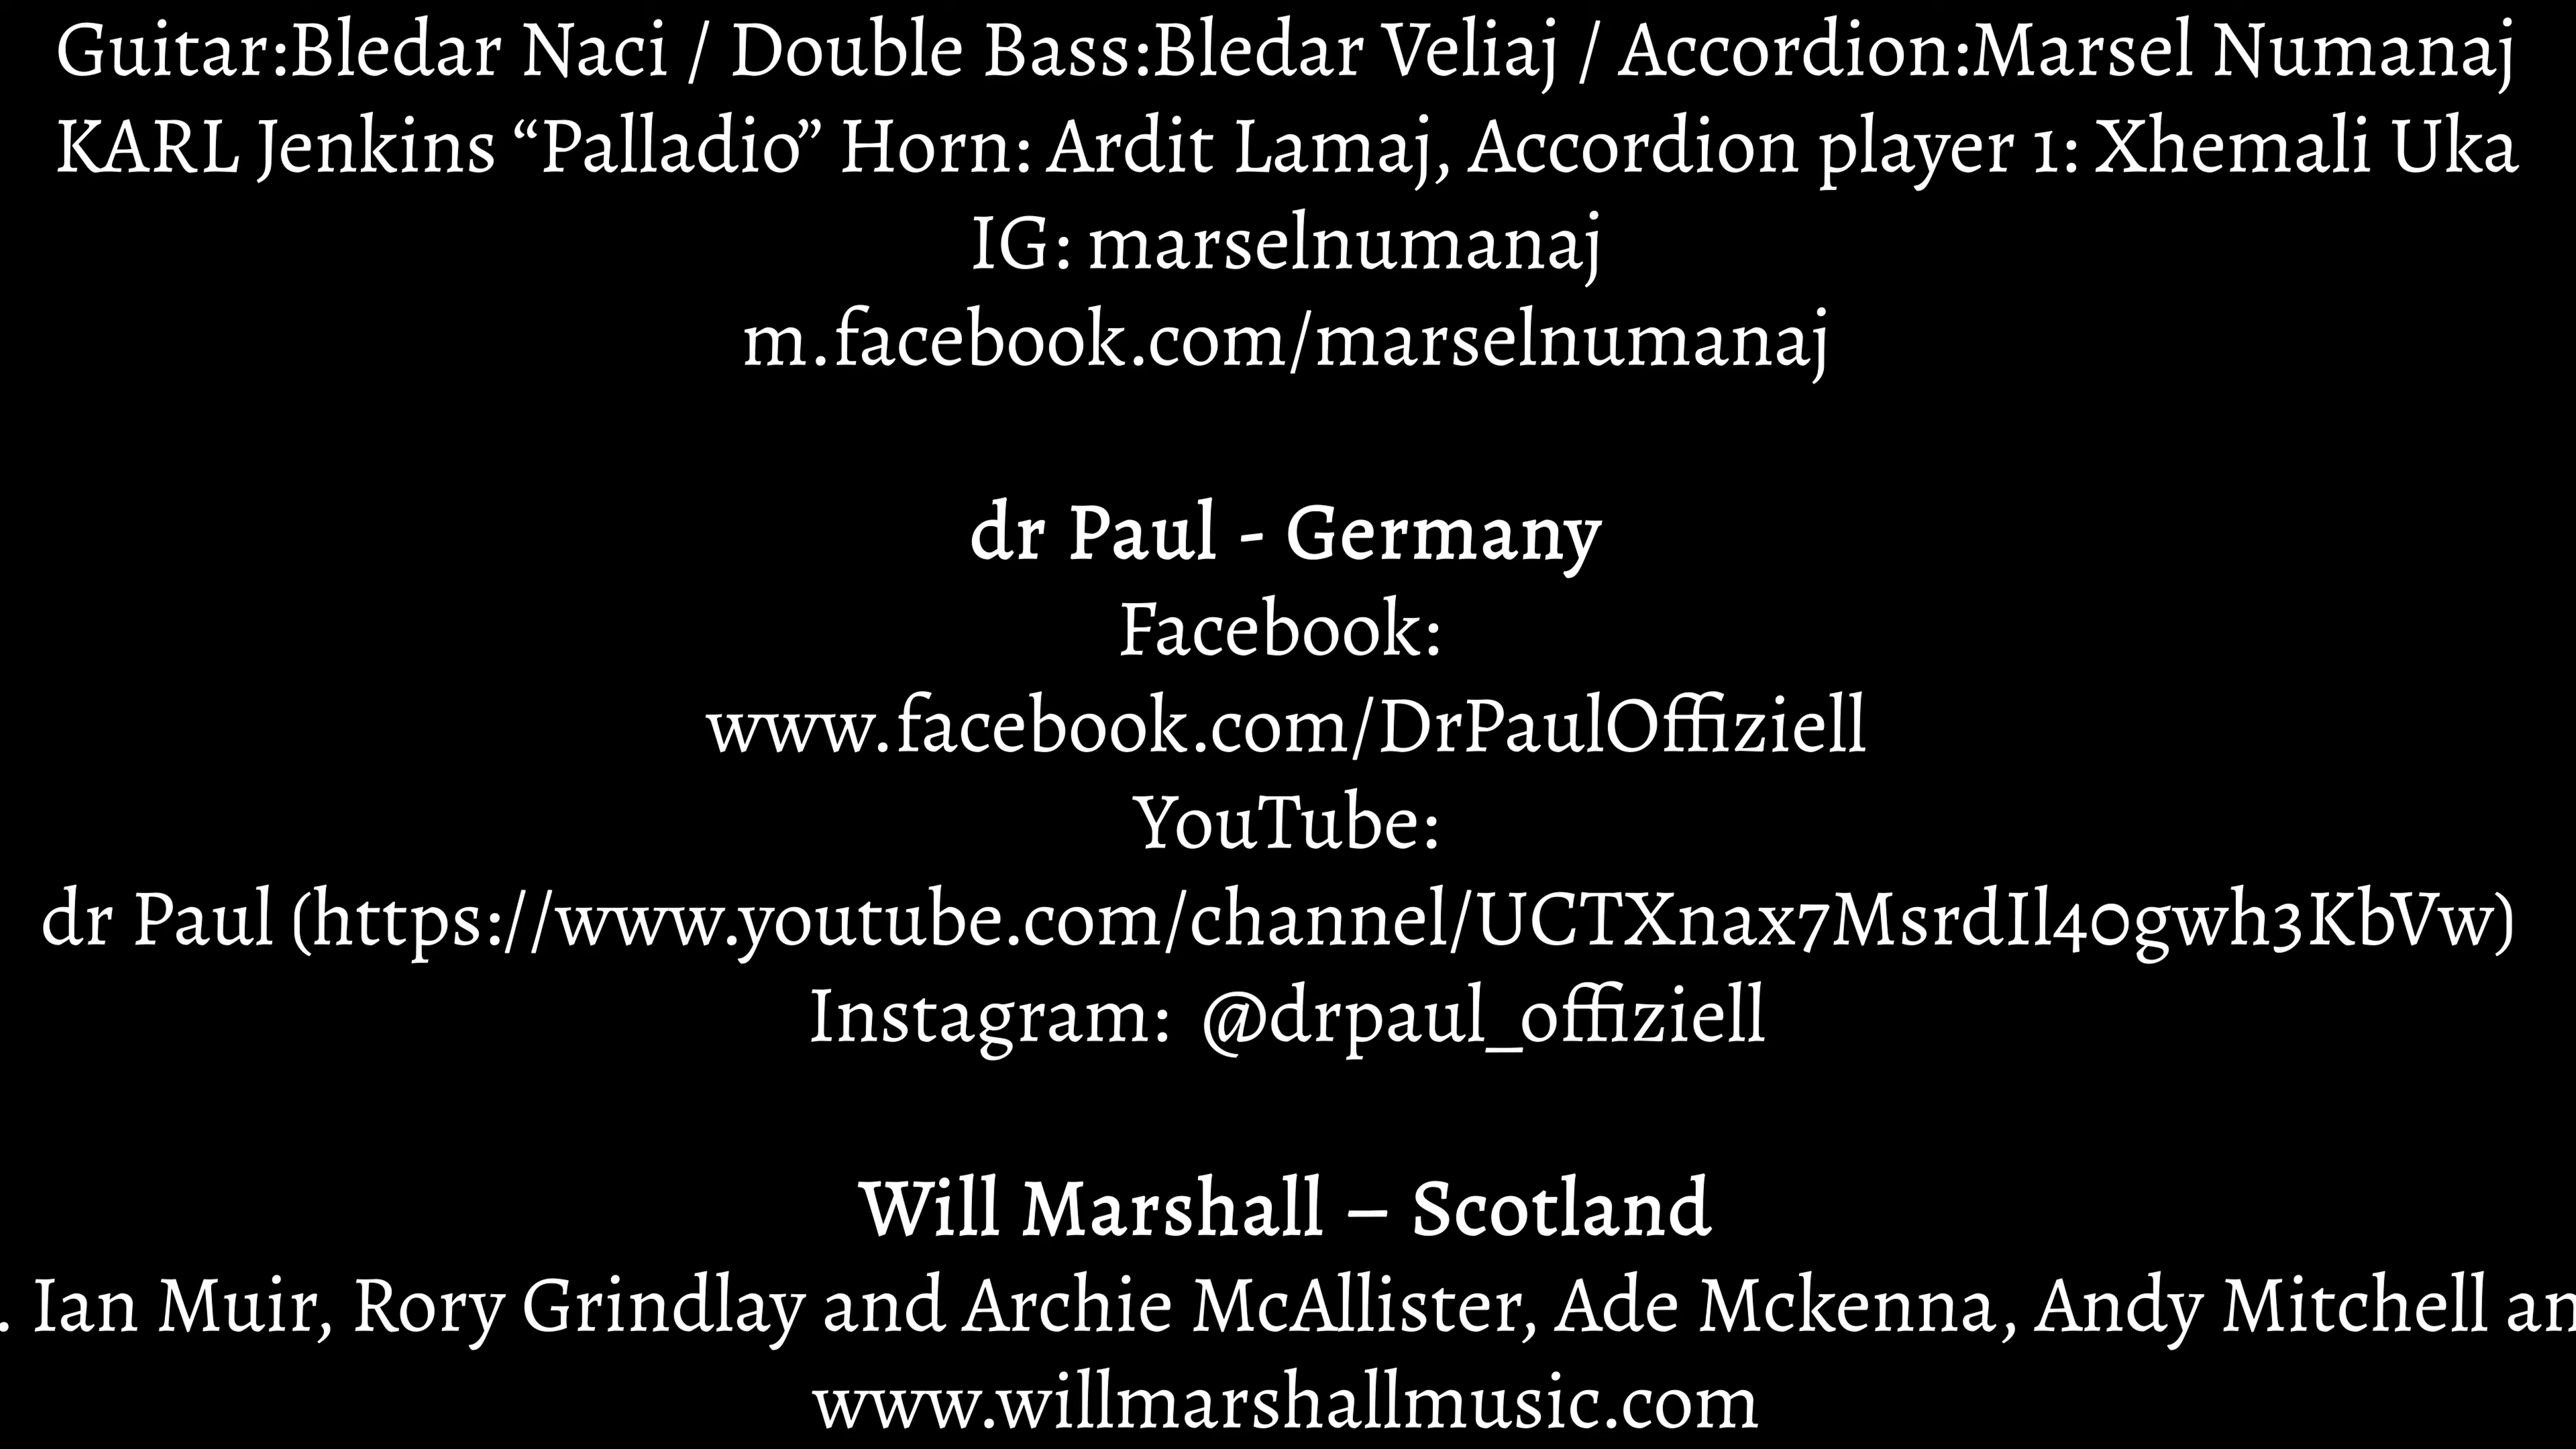 Guitar:Bledar Naci / Double Bass:Bledar Veliaj / Accordion:Marsel Numanaj
KARL Jenkins “Palladio” Horn: Ardit Lamaj, Accordion player 1: Xhemali Uka
IG: marselnumanaj
m.facebook.com/marselnumanaj
dr Paul - Germany
Facebook:
www.facebook.com/DrPaulOffiziell
YouTube:
dr Paul (https://www.youtube.com/channel/UCTXnax7MsrdIl40gwh3KbVw)
Instagram: @drpaul_offiziell
Will Marshall – Scotland
. Ian Muir, Rory Grindlay and Archie McAllister, Ade Mckenna, Andy Mitchell an
www.willmarshallmusic.com